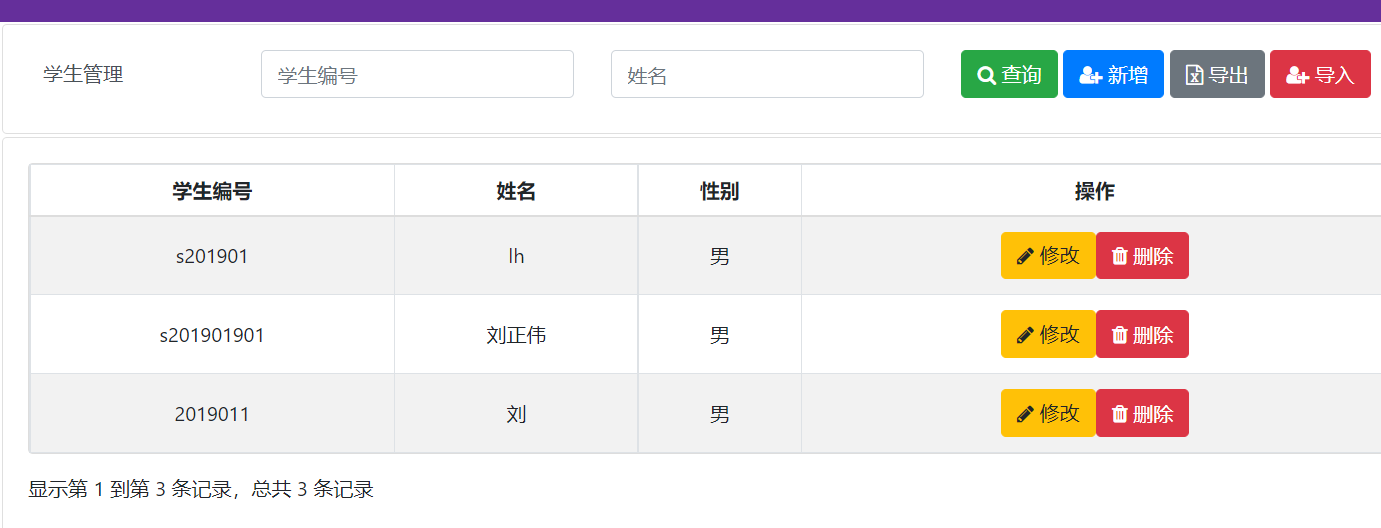 学生管理 学生编号 姓名 查询 新增 导出 导入
学生编号 姓名 性别 操作
s201901 lh 男 修改 删除
s201901901 刘正伟 男 修改 删除
2019011 刘 男 修改 删除
显示第 1 到第 3 条记录，总共 3 条记录